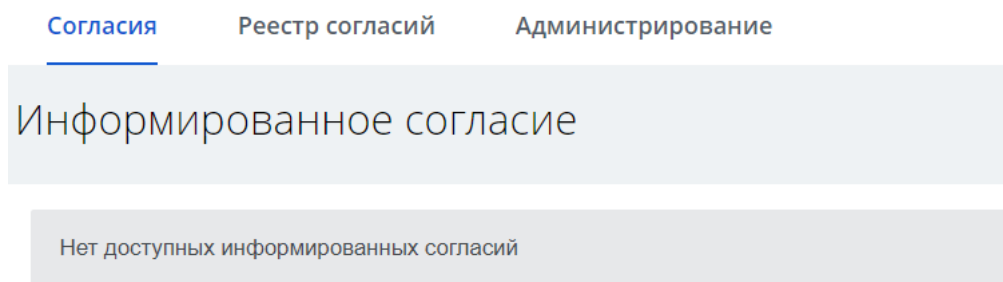 Согласия Реестр согласий Администрирование
Информированное согласие
Нет доступных информированных согласий